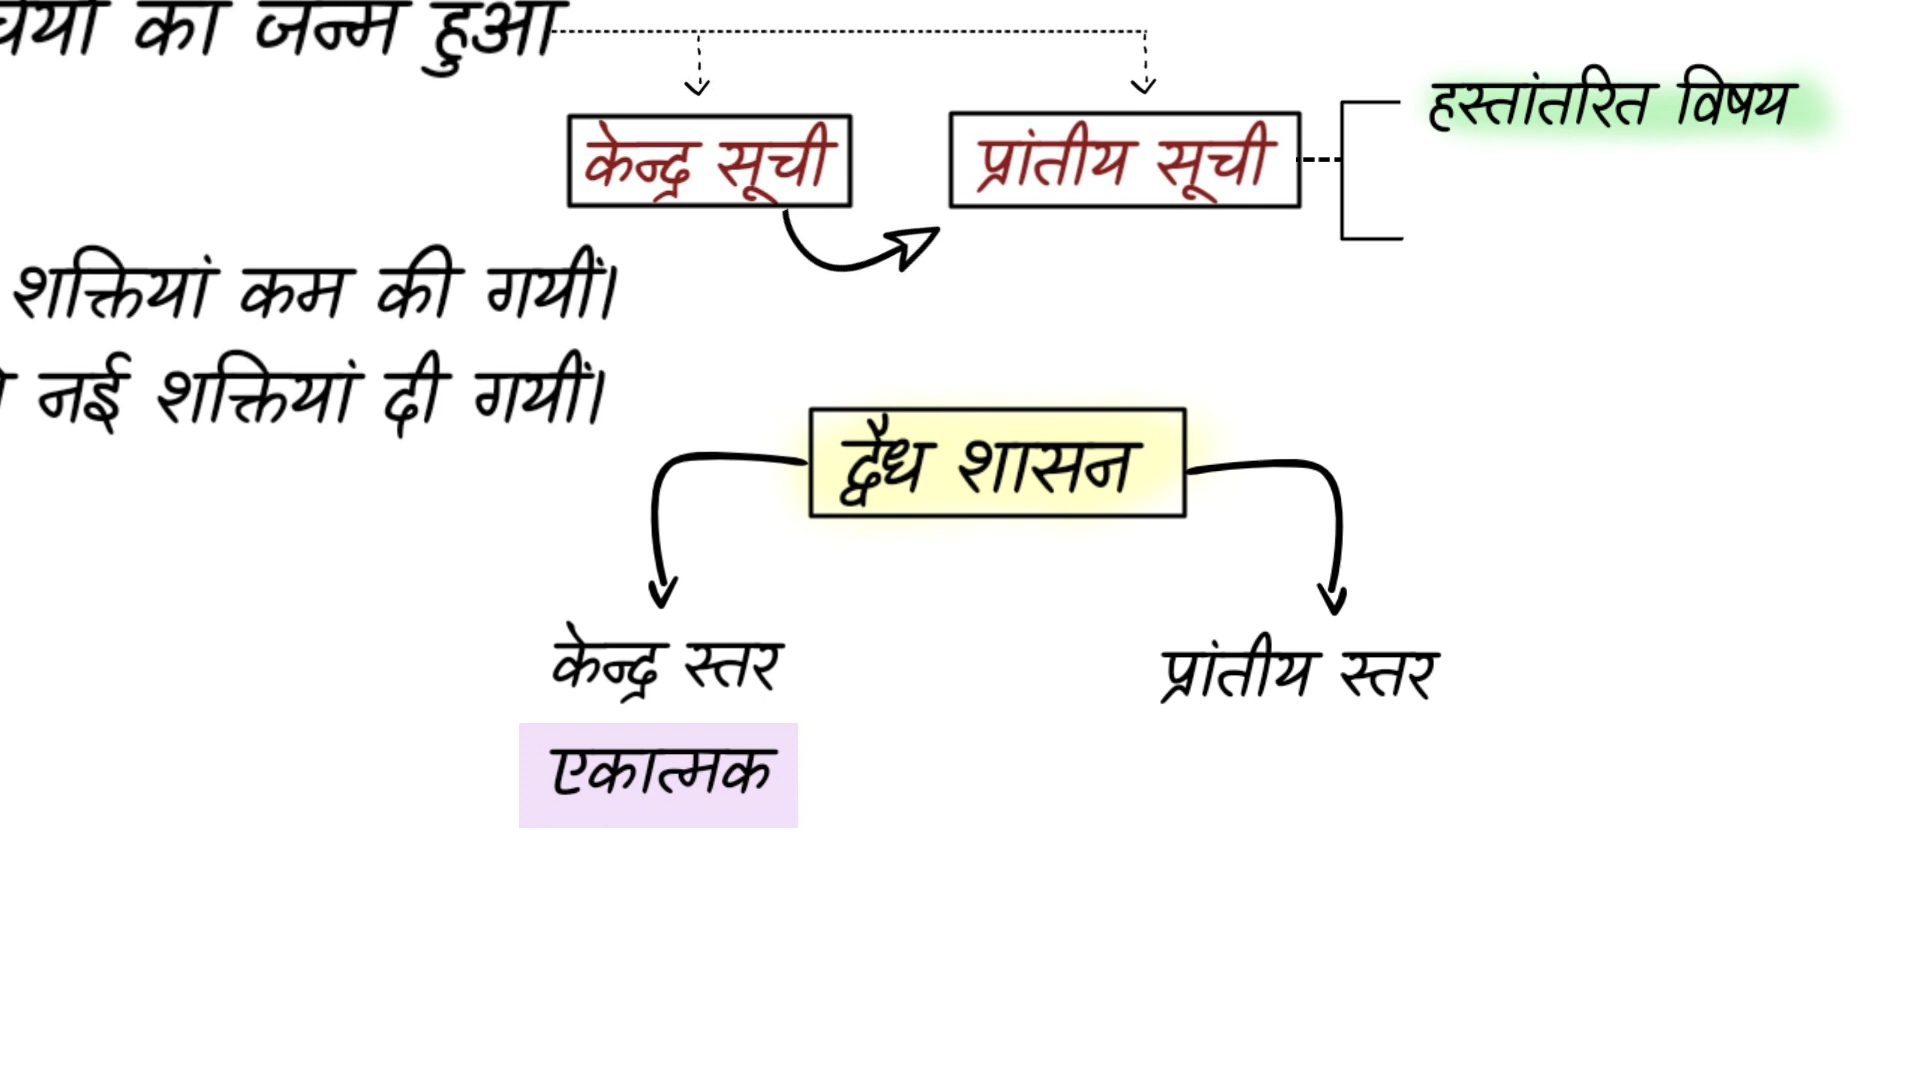 का जन्म हुआ
हस्तांतरित विषय
केन्द्र सूची
प्रांतीय सूची
शक्तियां कम की गयीं।
नई शक्तियां दी गयीं।
द्वैध शासन
केन्द्र स्तर
प्रांतीय स्तर
एकात्मक